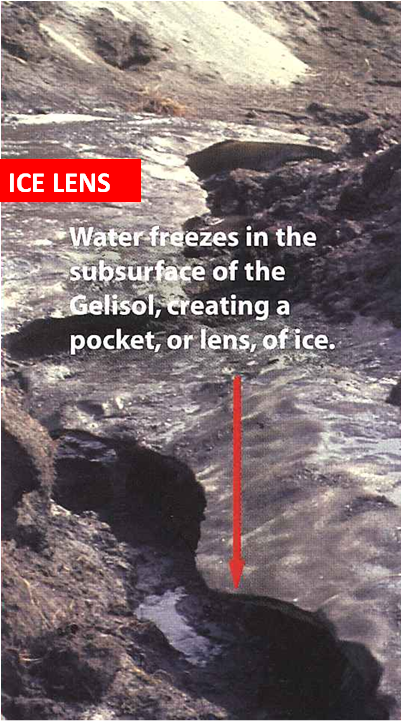 ICE LENS
Water freezes in the
subsurface of the
Gelisol, creating a
pocket, or lens, of ice.